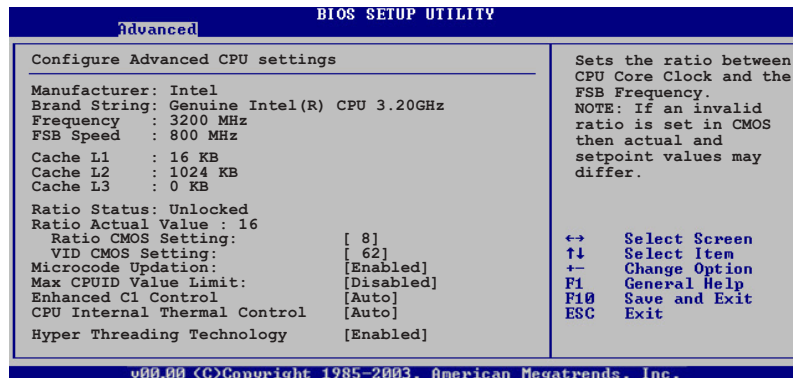 BIOS SETUP UTILITY
Advanced
Configure Advanced CPU settings
Manufacturer: Intel
Brand String: Genuine Intel(R) CPU 3.20GHz
Frequency : 3200 MHz
FSB Speed : 800 MHz
Cache L1 : 16 KB
Cache L2 : 1024 KB
Cache L3 : 0 KB
Ratio Status: Unlocked
Ratio Actual Value : 16
Ratio CMOS Setting: [ 8]
VID CMOS Setting: [ 62]
Microcode Updation: [Enabled]
Max CPUID Value Limit: [Disabled]
Enhanced C1 Control [Auto]
CPU Internal Thermal Control [Auto]
Hyper Threading Technology [Enabled]
Sets the ratio between
CPU Core Clock and the
FSB Frequency.
NOTE: If an invalid
ratio is set in CMOS
then actual and
setpoint values may
differ.
←→ Select Screen
↑↓ Select Item
+- Change Option
F1 General Help
F10 Save and Exit
ESC Exit
v00.00 (C)Copyright 1985-2003, American Megatrends, Inc.